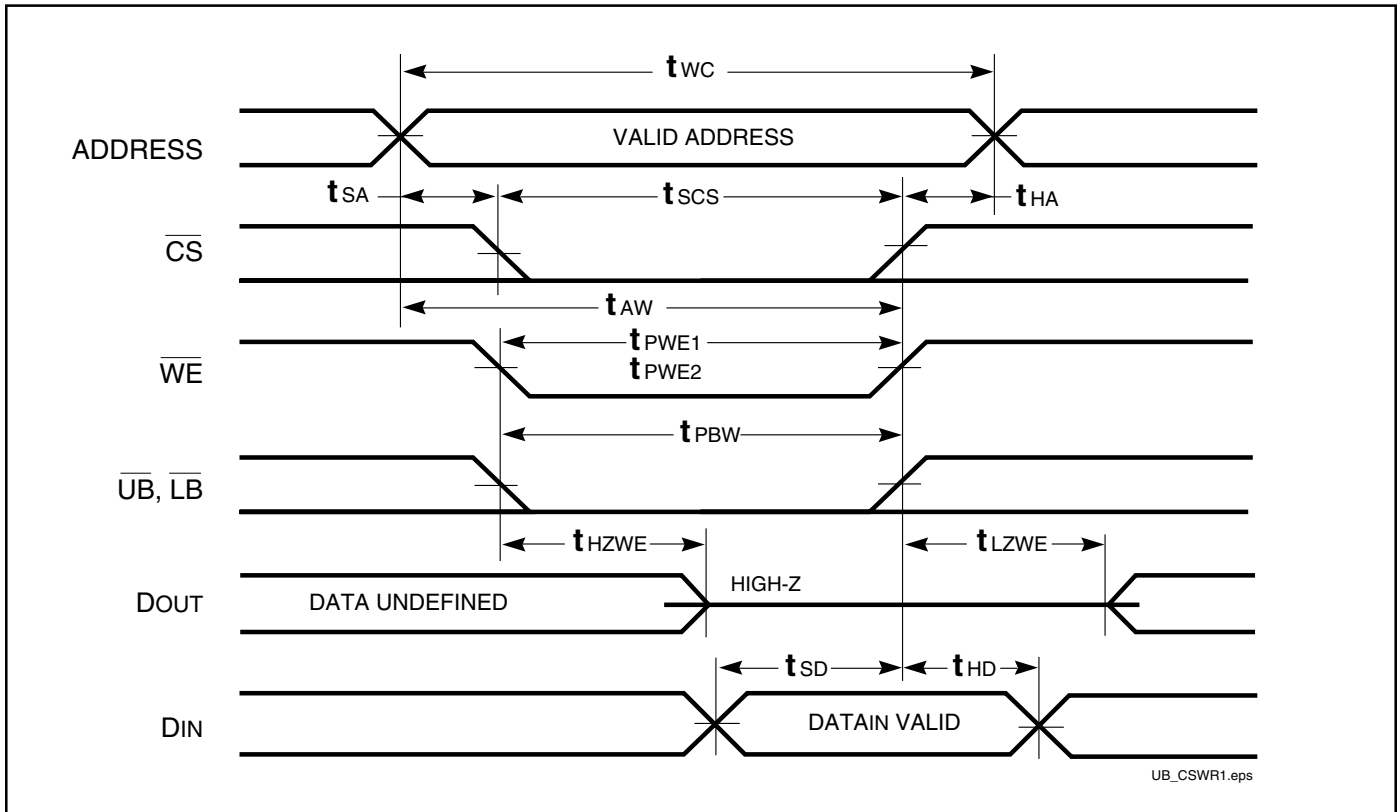 tWC
ADDRESS
VALID ADDRESS
tSA
tSCS
tHA
CS
tAW
WE
tPWE1
tPWE2
tPBW
UB, LB
tHZWE
tLZWE
DOUT
DATA UNDEFINED
HIGH-Z
tSD
tHD
DIN
DATAIN VALID
UB_CSWR1.eps